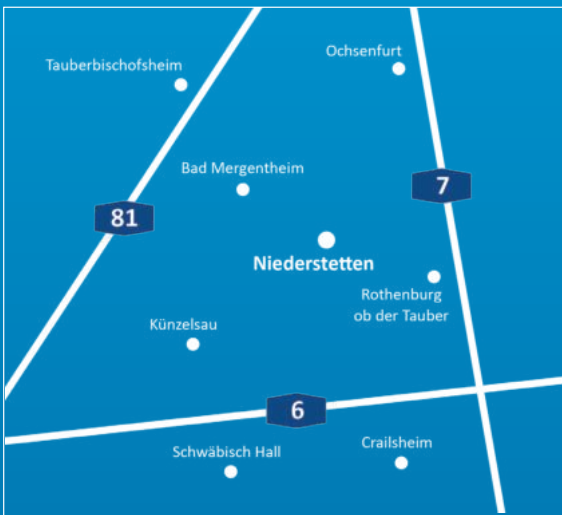 Ochsenfurt
Tauberbischofsheim
Bad Mergentheim
7
81
Niederstetten
Rothenburg
ob der Tauber
Künzelsau
6
Crailsheim
Schwäbisch Hall